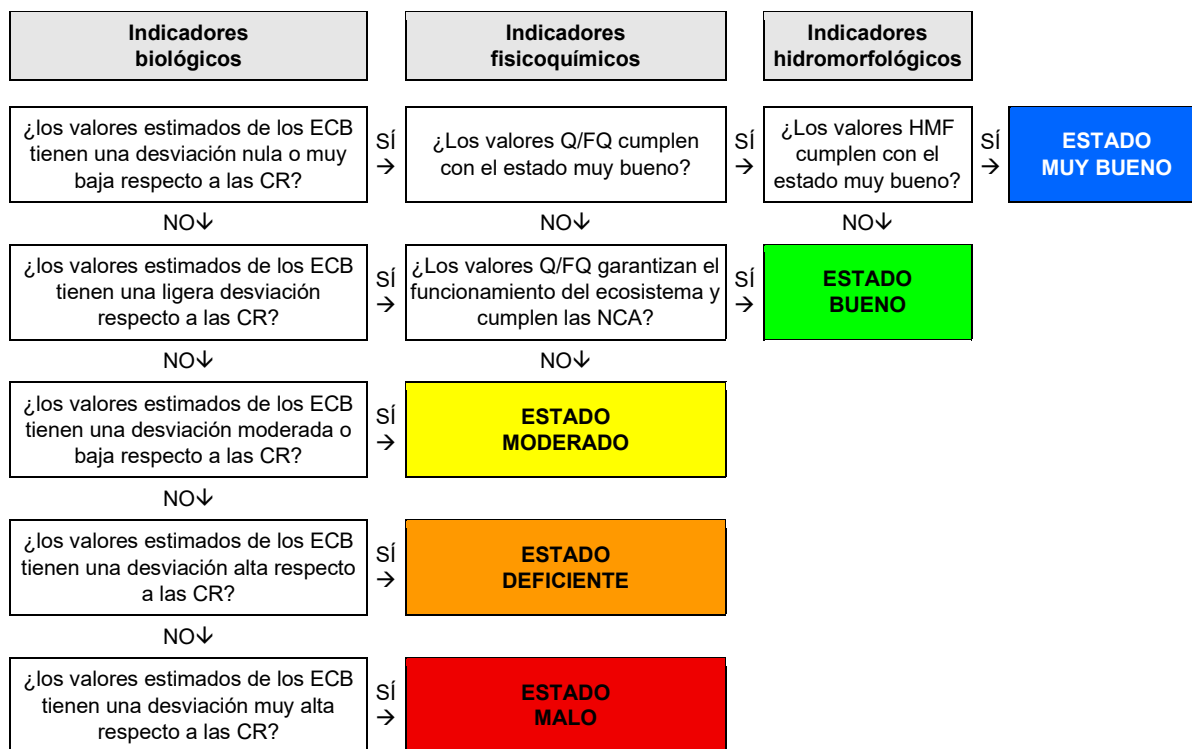 Indicadores
biológicos
Indicadores
fisicoquímicos
Indicadores
hidromorfológicos
¿los valores estimados de los ECB
tienen una desviación nula o muy
baja respecto a las CR?
SÍ
→
¿Los valores Q/FQ cumplen
con el estado muy bueno?
SÍ
→
¿Los valores HMF
cumplen con el
estado muy bueno?
SÍ
→
ESTADO
MUY BUENO
NO↓
NO↓
NO↓
¿los valores estimados de los ECB
tienen una ligera desviación
respecto a las CR?
SÍ
→
¿Los valores Q/FQ garantizan el
funcionamiento del ecosistema y
cumplen las NCA?
SÍ
→
ESTADO
BUENO
NO↓
NO↓
¿los valores estimados de los ECB
tienen una desviación moderada o
baja respecto a las CR?
SÍ
→
ESTADO
MODERADO
NO↓
¿los valores estimados de los ECB
tienen una desviación alta respecto
a las CR?
SÍ
→
ESTADO
DEFICIENTE
NO↓
¿los valores estimados de los ECB
tienen una desviación muy alta
respecto a las CR?
SÍ
→
ESTADO
MALO